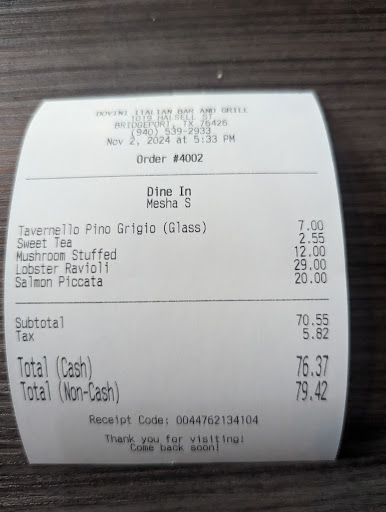 DOVINI ITALIAN BAR AND GRILL
1019 HALSELL ST
BRIDGEPORT, TX 76426
(940) 539-2933
Nov 2, 2024 at 5:33 PM
Order #4002
Dine In
Mesha S
Tavernello Pino Grigio (Glass) 7.00
Sweet Tea 2.55
Mushroom Stuffed 12.00
Lobster Ravioli 29.00
Salmon Piccata 20.00
Subtotal 70.55
Tax 5.82
Total (Cash) 76.37
Total (Non-Cash) 79.42
Receipt Code: 0044762134104
Thank you for visiting!
Come back soon!